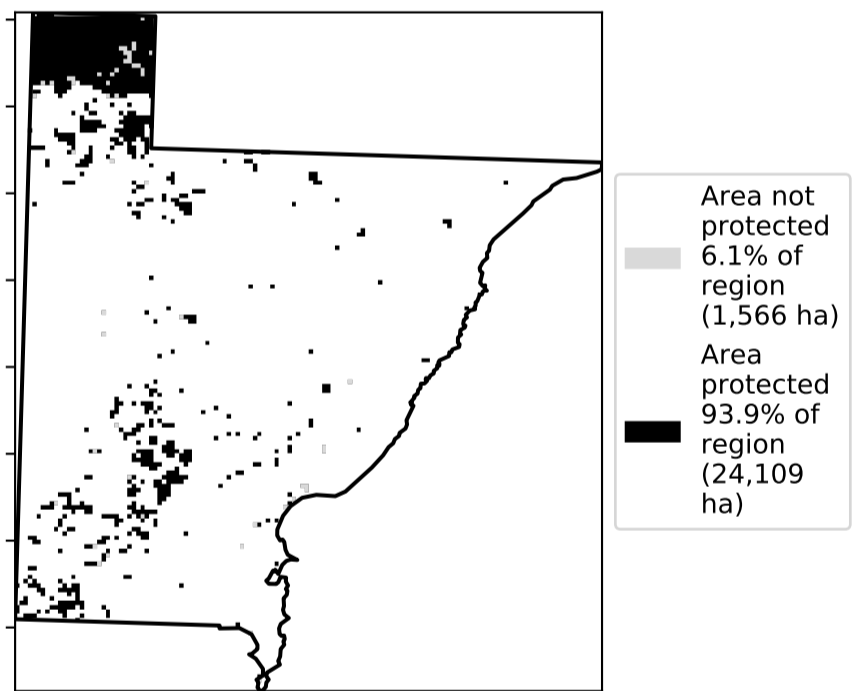 Area not
protected
6.1% of
region
(1,566 ha)
Area
protected
93.9% of
region
(24,109
ha)